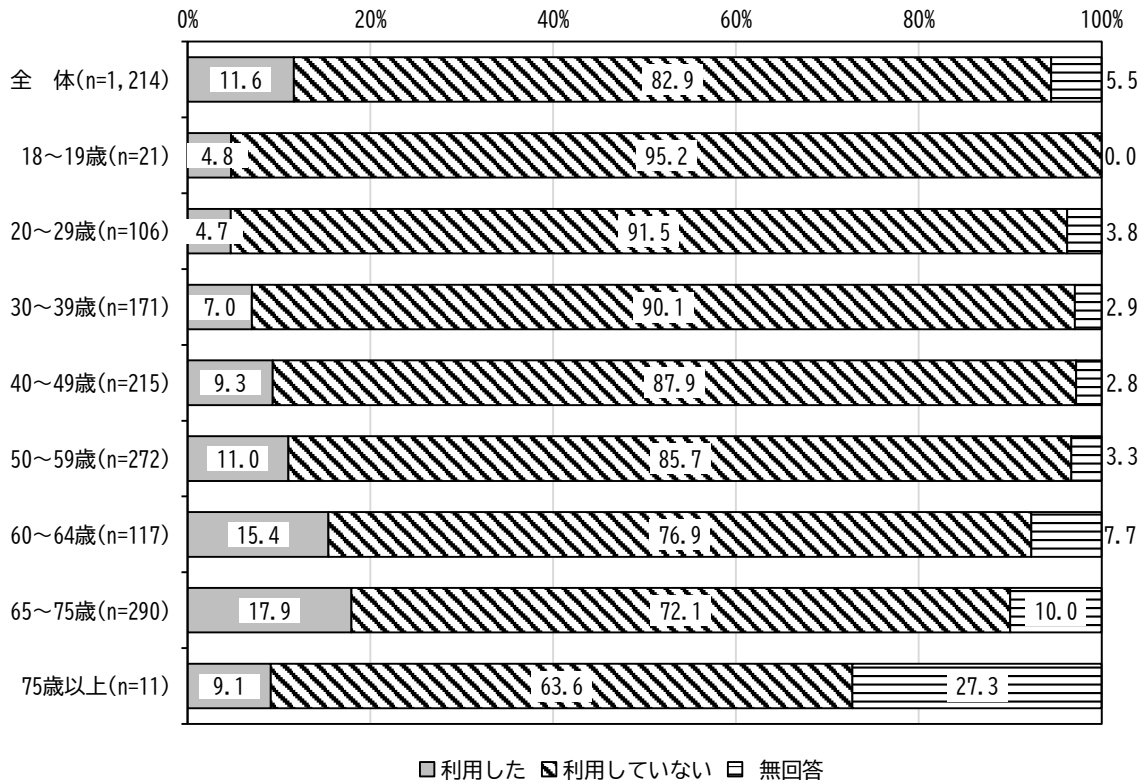 0% 20% 40% 60% 80% 100%
全　体(n=1,214) 11.6 82.9 5.5
18～19歳(n=21) 4.8 95.2 0.0
20～29歳(n=106) 4.7 91.5 3.8
30～39歳(n=171) 7.0 90.1 2.9
40～49歳(n=215) 9.3 87.9 2.8
50～59歳(n=272) 11.0 85.7 3.3
60～64歳(n=117) 15.4 76.9 7.7
65～75歳(n=290) 17.9 72.1 10.0
75歳以上(n=11) 9.1 63.6 27.3
利用した 利用していない 無回答